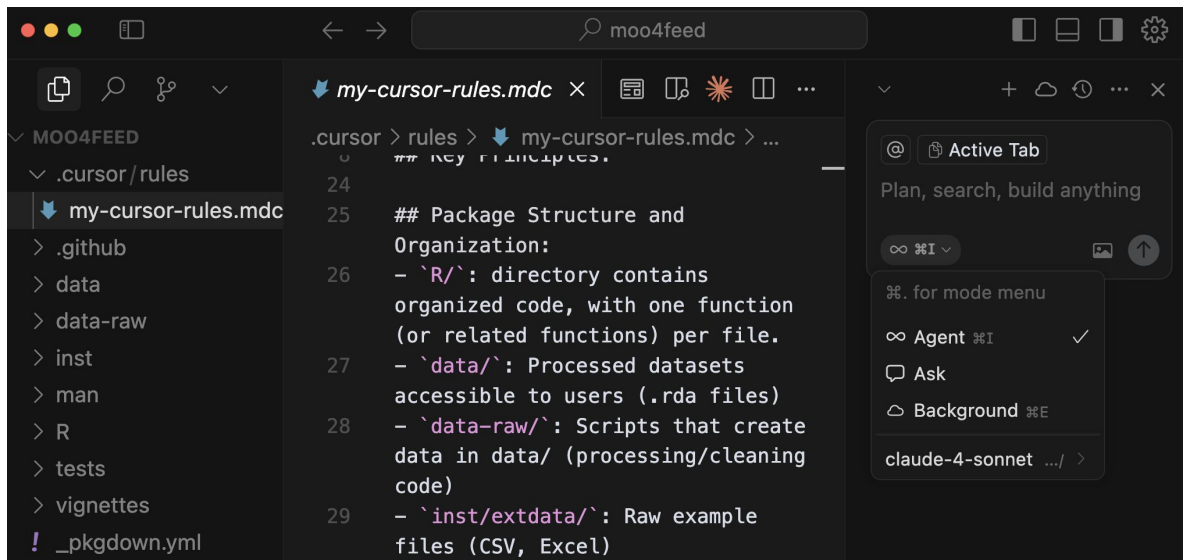 moo4feed
my-cursor-rules.mdc
MOO4FEED
.cursor/rules
my-cursor-rules.mdc
.github
data
data-raw
inst
man
R
tests
vignettes
! _pkgdown.yml
.cursor > rules > my-cursor-rules.mdc > ...
## Key Principles:
24
25 ## Package Structure and
Organization:
26 - `R/`: directory contains
organized code, with one function
(or related functions) per file.
27 - `data/`: Processed datasets
accessible to users (.rda files)
28 - `data-raw/`: Scripts that create
data in data/ (processing/cleaning
code)
29 - `inst/extdata/`: Raw example
files (CSV, Excel)
@ Active Tab
Plan, search, build anything
∞ ⌘I
⌘. for mode menu
∞ Agent ⌘I
Ask
Background ⌘E
claude-4-sonnet .../ >